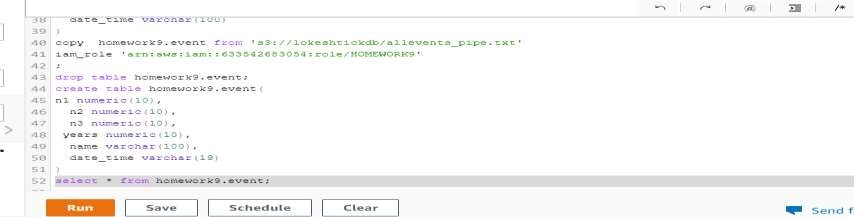 /*
38 date_time varchar(100)
39 )
40 copy homework9.event from 's3://lokeshtickdb/allevents_pipe.txt'
41 iam_role 'arn:aws:iam::633542683054:role/HOMEWORK9'
42 ;
43 drop table homework9.event;
44 create table homework9.event(
45 n1 numeric(10),
46 n2 numeric(10),
47 n3 numeric(10),
48 years numeric(10),
49 name varchar(100),
50 date_time varchar(19)
51 )
52 select * from homework9.event;
Run Save Schedule Clear Send f